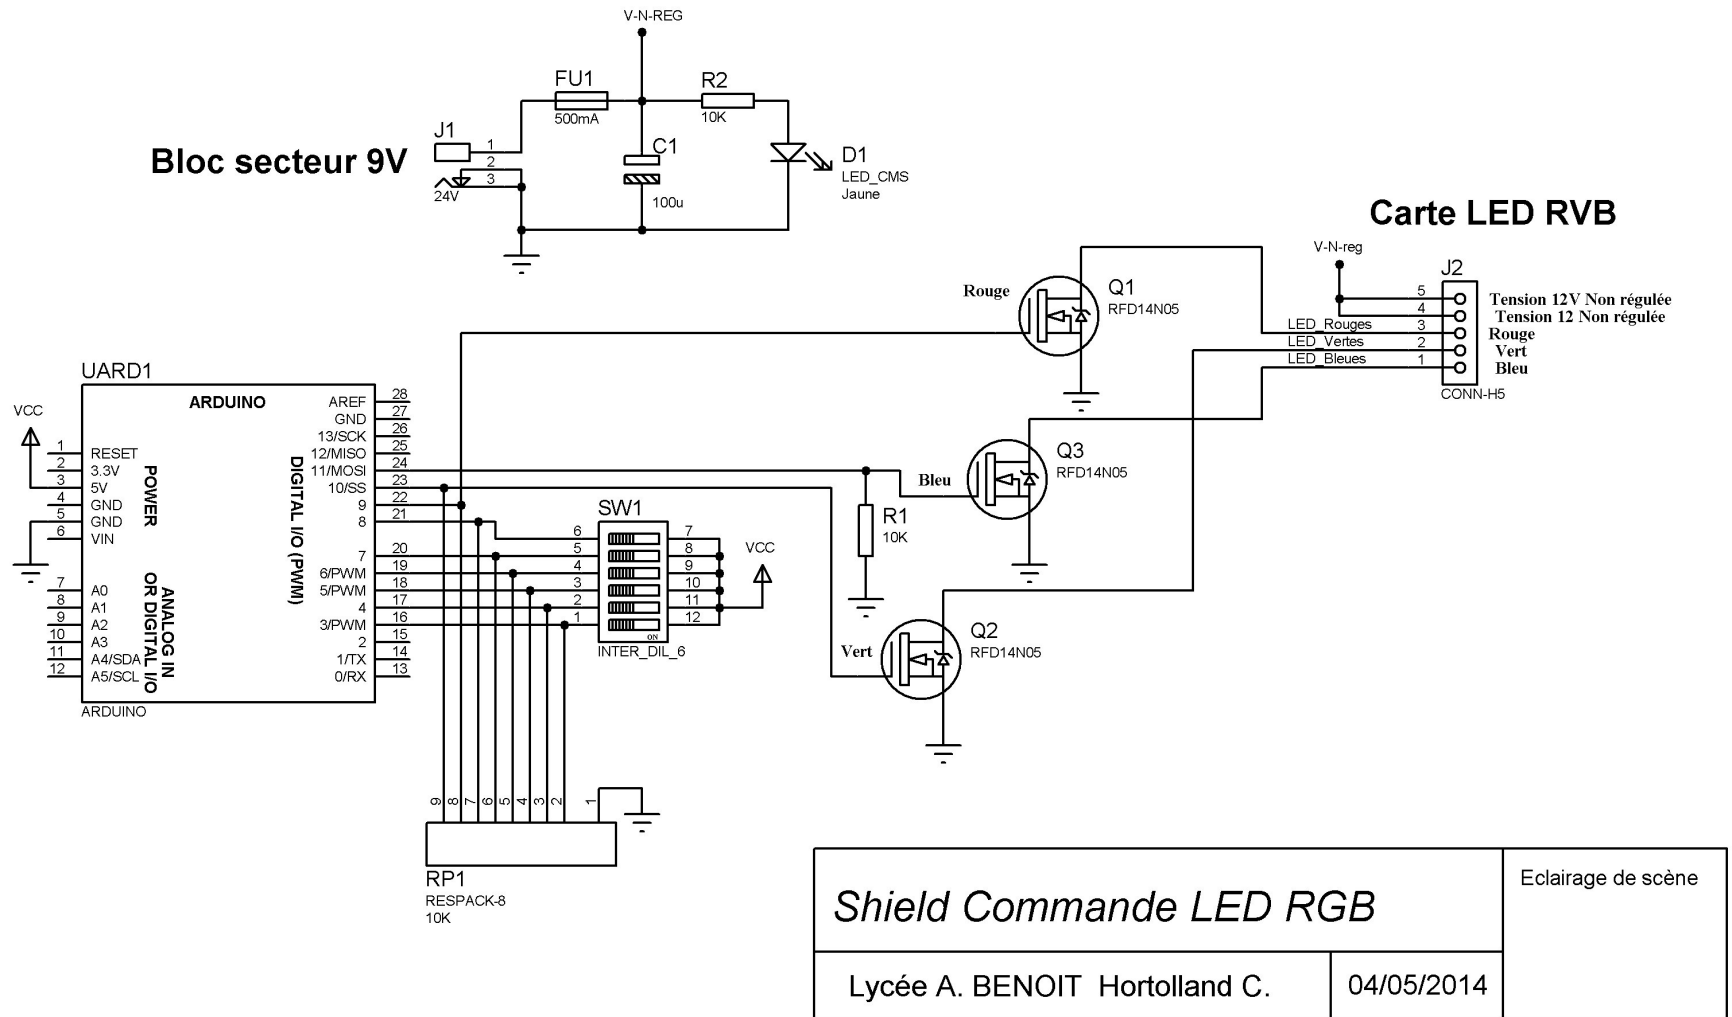 V-N-REG
FU1
500mA
R2
10K
J1
1
2
3
24V
Bloc secteur 9V
C1
100u
D1
LED_CMS
Jaune
Carte LED RVB
V-N-reg
J2
5
4
3
2
1
Tension 12V Non régulée
Tension 12 Non régulée
Rouge
Vert
Bleu
LED_Rouges
LED_Vertes
LED_Bleues
CONN-H5
Rouge
Q1
RFD14N05
Bleu
Q3
RFD14N05
R1
10K
Vert
Q2
RFD14N05
UARD1
ARDUINO
VCC
1 RESET
2 3.3V
3 5V
4 GND
5 GND
6 VIN
POWER
7 A0
8 A1
9 A2
10 A3
11 A4/SDA
12 A5/SCL
ANALOG IN
OR DIGITAL I/O
DIGITAL I/O (PWM)
AREF 28
GND 27
13/SCK 26
12/MISO 25
11/MOSI 24
10/SS 23
9 22
8 21
7 20
6/PWM 19
5/PWM 18
4 17
3/PWM 16
2 15
1/TX 14
0/RX 13
ARDUINO
SW1
6 7
5 8
4 9
3 10
2 11
1 12
ON
INTER_DIL_6
VCC
9 8 7 6 5 4 3 2 1
RP1
RESPACK-8
10K
Shield Commande LED RGB
Eclairage de scène
Lycée A. BENOIT Hortolland C.
04/05/2014